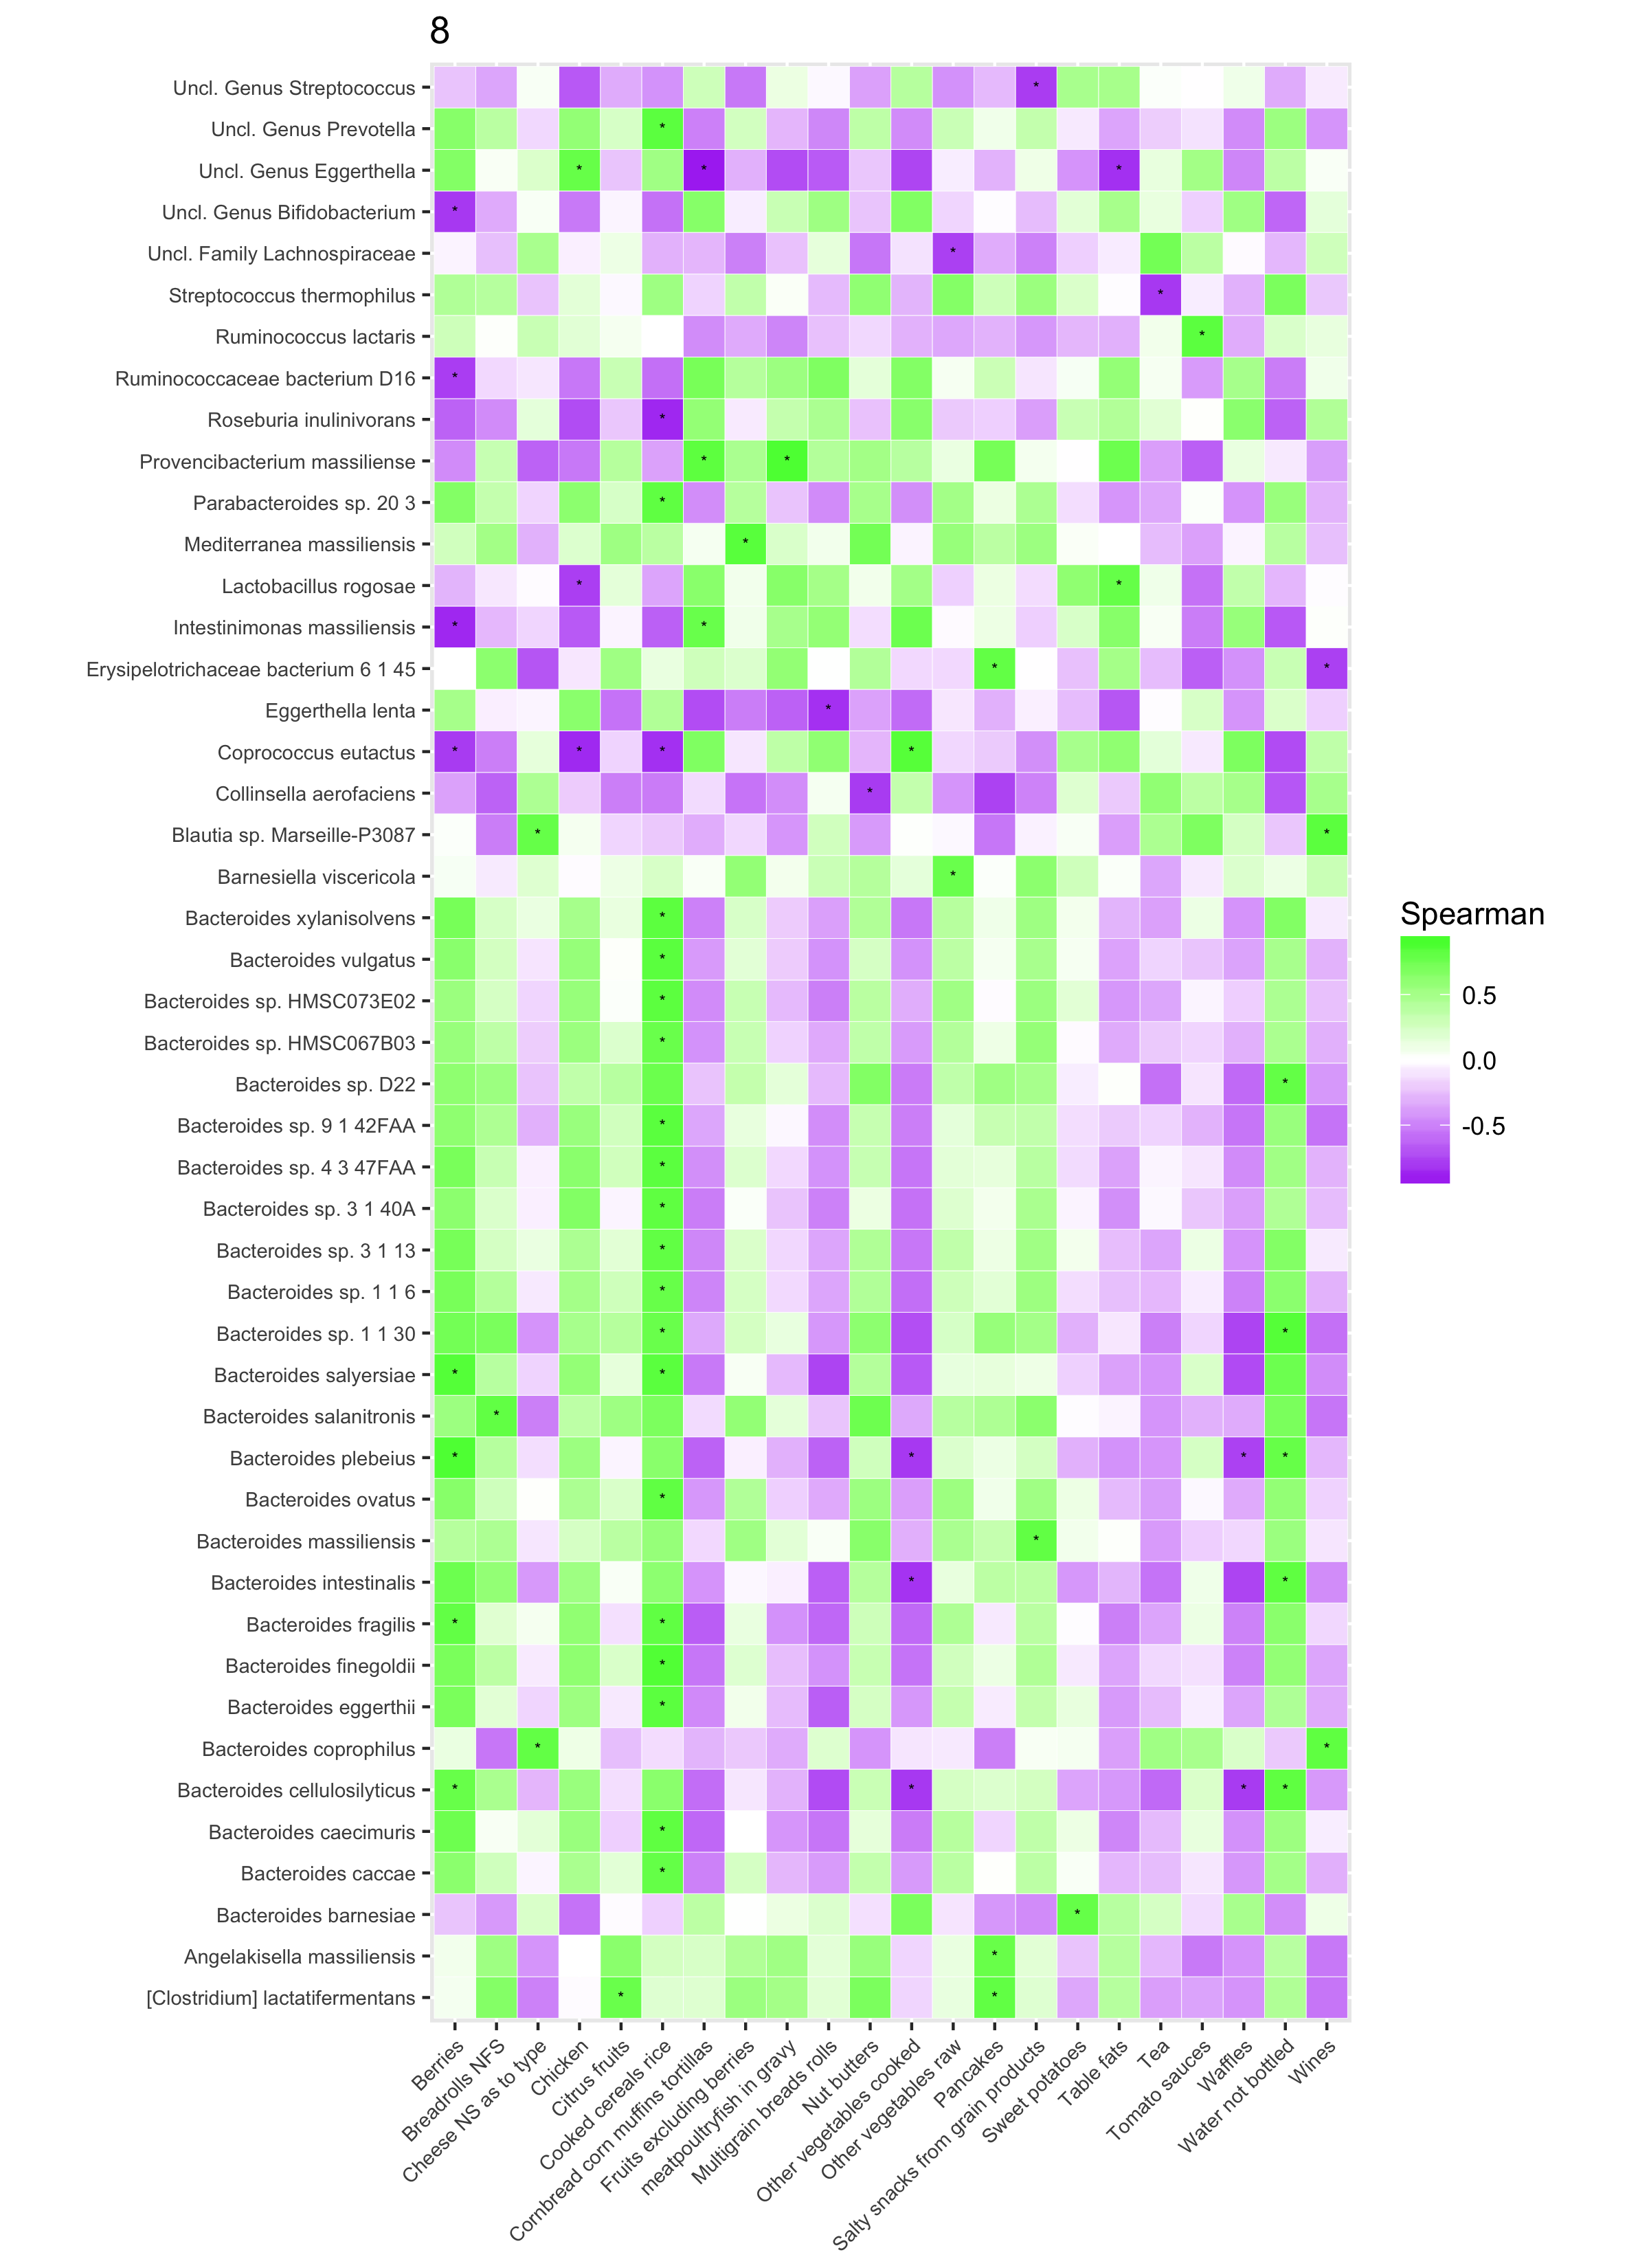 8
Uncl. Genus Streptococcus
Uncl. Genus Prevotella
Uncl. Genus Eggerthella
Uncl. Genus Bifidobacterium
Uncl. Family Lachnospiraceae
Streptococcus thermophilus
Ruminococcus lactaris
Ruminococcaceae bacterium D16
Roseburia inulinivorans
Provencibacterium massiliense
Parabacteroides sp. 20 3
Mediterranea massiliensis
Lactobacillus rogosae
Intestinimonas massiliensis
Erysipelotrichaceae bacterium 6 1 45
Eggerthella lenta
Coprococcus eutactus
Collinsella aerofaciens
Blautia sp. Marseille-P3087
Barnesiella viscericola
Bacteroides xylanisolvens
Bacteroides vulgatus
Bacteroides sp. HMSC073E02
Bacteroides sp. HMSC067B03
Bacteroides sp. D22
Bacteroides sp. 9 1 42FAA
Bacteroides sp. 4 3 47FAA
Bacteroides sp. 3 1 40A
Bacteroides sp. 3 1 13
Bacteroides sp. 1 1 6
Bacteroides sp. 1 1 30
Bacteroides salyersiae
Bacteroides salanitronis
Bacteroides plebeius
Bacteroides ovatus
Bacteroides massiliensis
Bacteroides intestinalis
Bacteroides fragilis
Bacteroides finegoldii
Bacteroides eggerthii
Bacteroides coprophilus
Bacteroides cellulosilyticus
Bacteroides caecimuris
Bacteroides caccae
Bacteroides barnesiae
Angelakisella massiliensis
[Clostridium] lactatifermentans
Berries
Breadrolls NFS
Cheese NS as to type
Chicken
Citrus fruits
Cooked cereals rice
Cornbread corn muffins tortillas
Fruits excluding berries
meatpoultryfish in gravy
Multigrain breads rolls
Nut butters
Other vegetables cooked
Other vegetables raw
Pancakes
Salty snacks from grain products
Sweet potatoes
Table fats
Tea
Tomato sauces
Waffles
Water not bottled
Wines
Spearman
0.5
0.0
-0.5